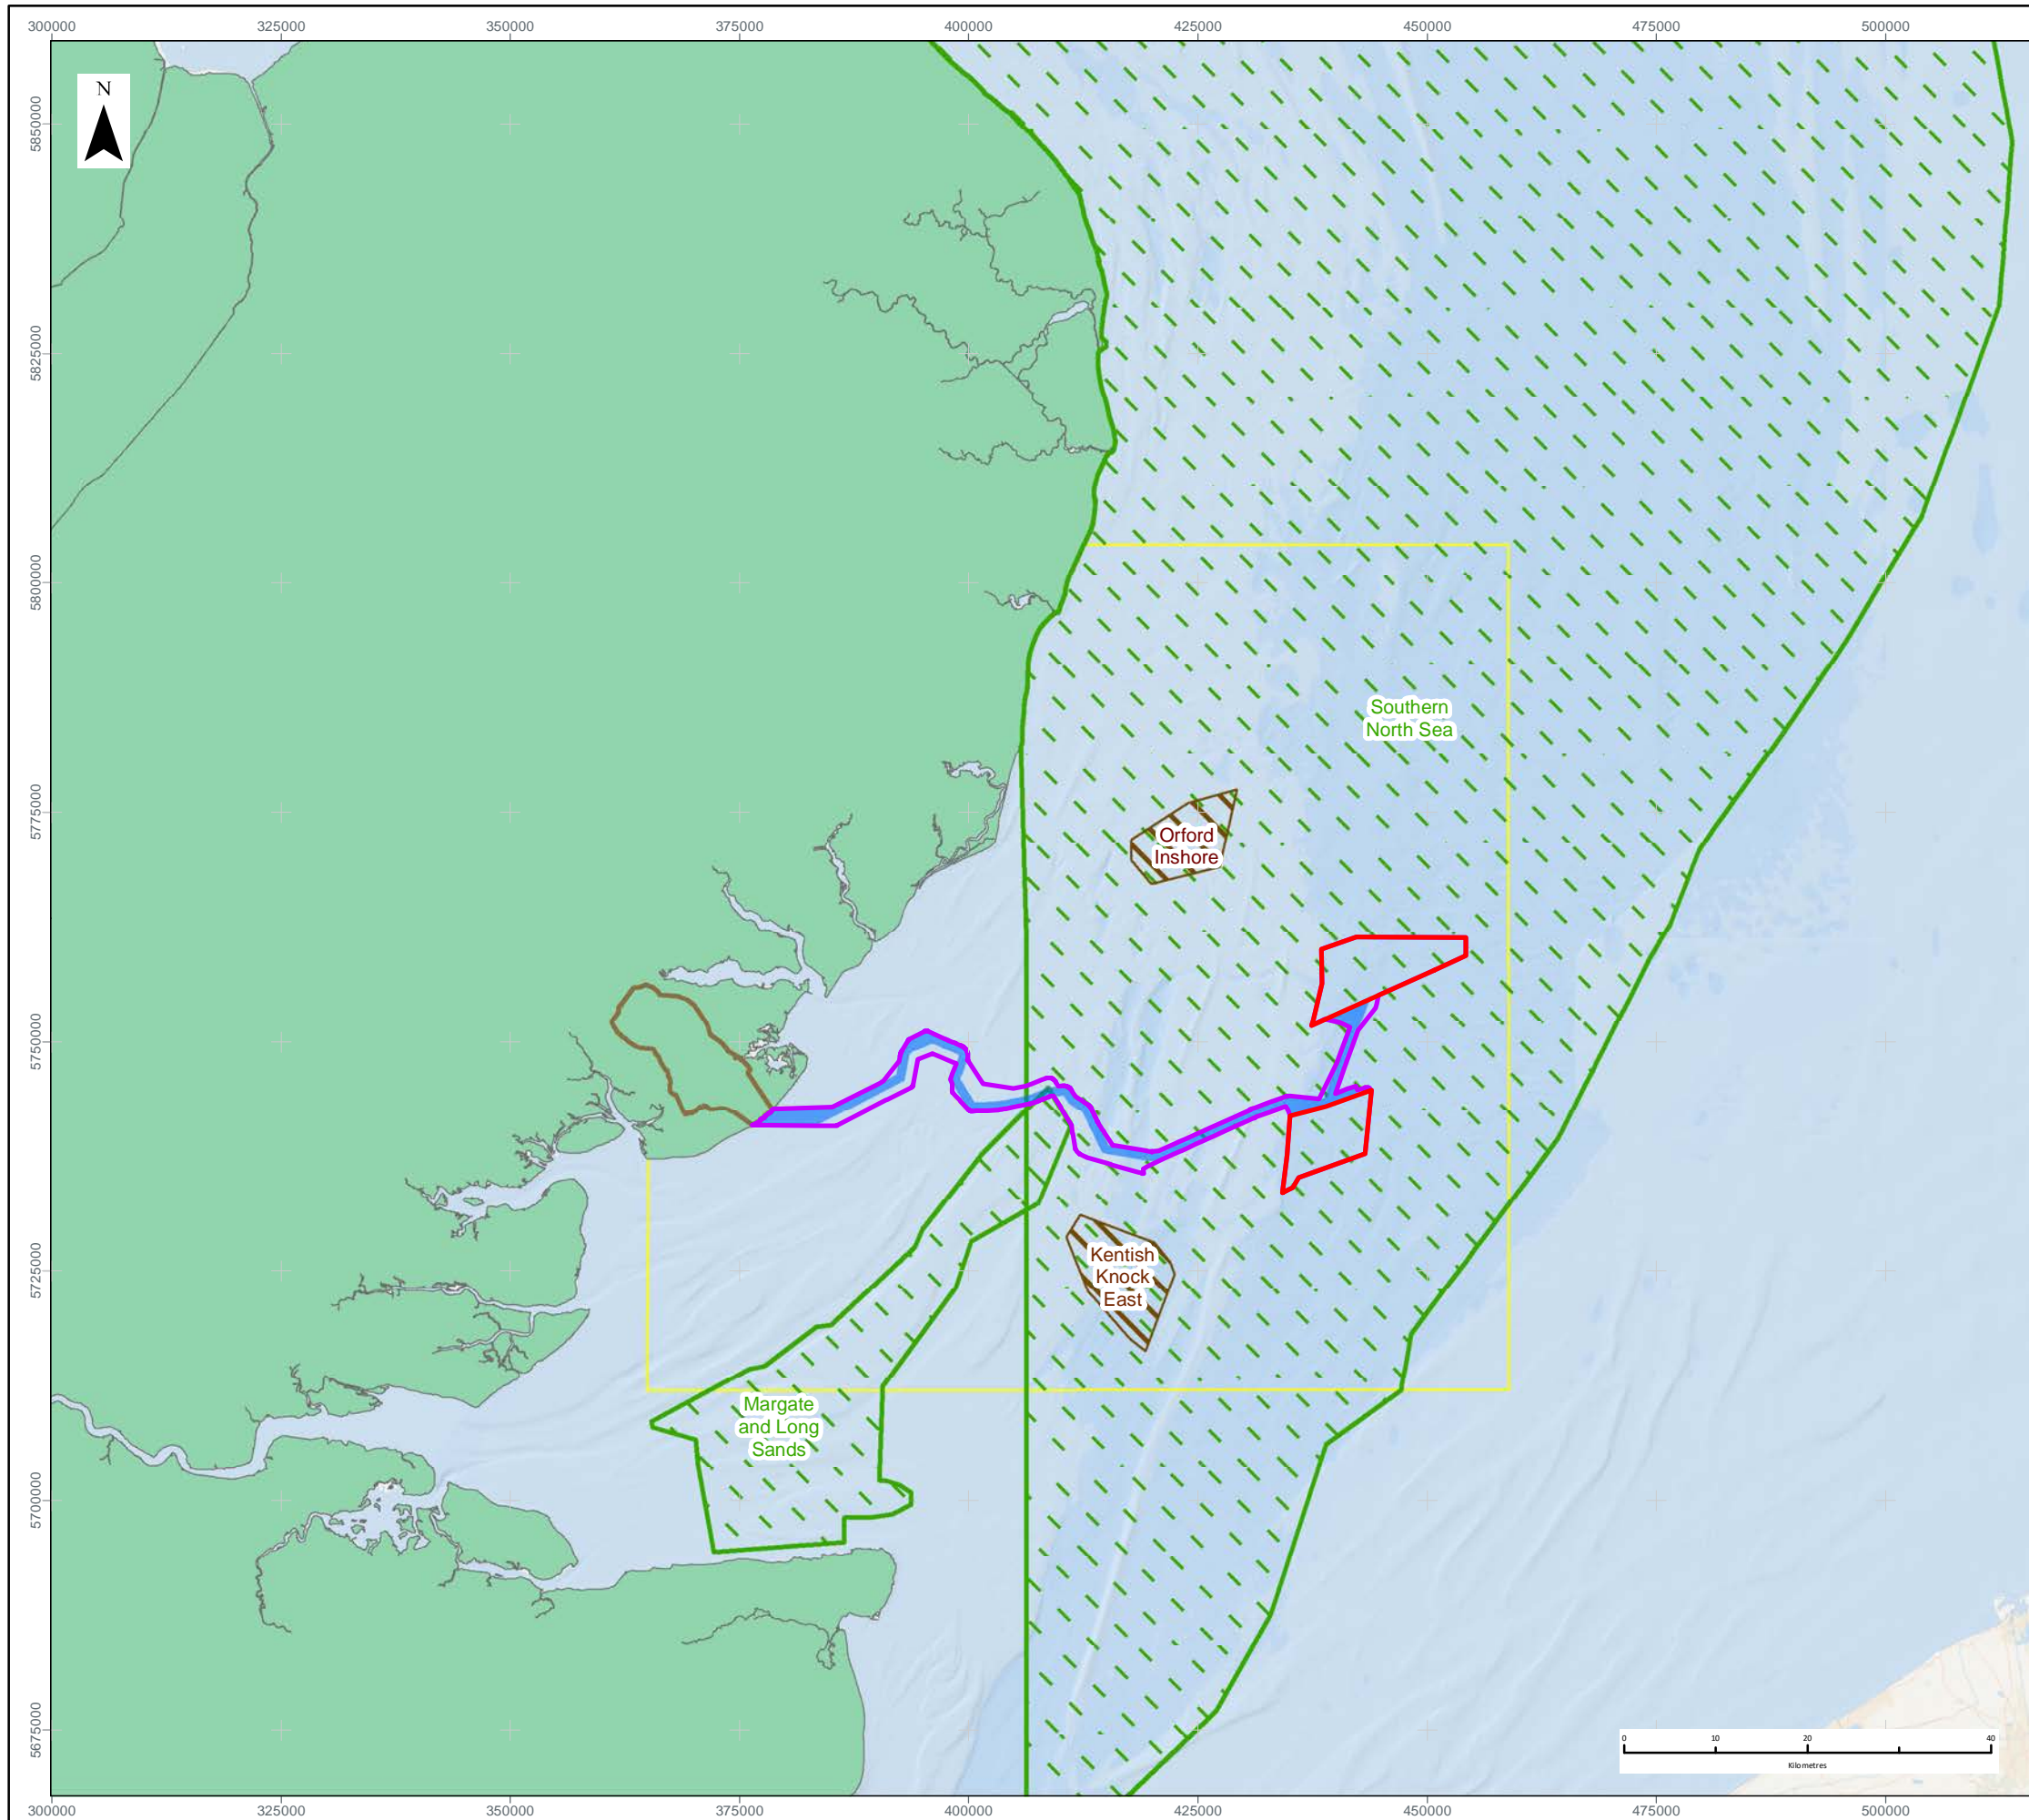 300000 325000 350000 375000 400000 425000 450000 475000 500000
N
5850000
5825000
5800000
5775000
5750000
5725000
5700000
5675000
Southern
North Sea
Orford
Inshore
Kentish
Knock
East
Margate
and Long
Sands
0 10 20 40
Kilometres
300000 325000 350000 375000 400000 425000 450000 475000 500000